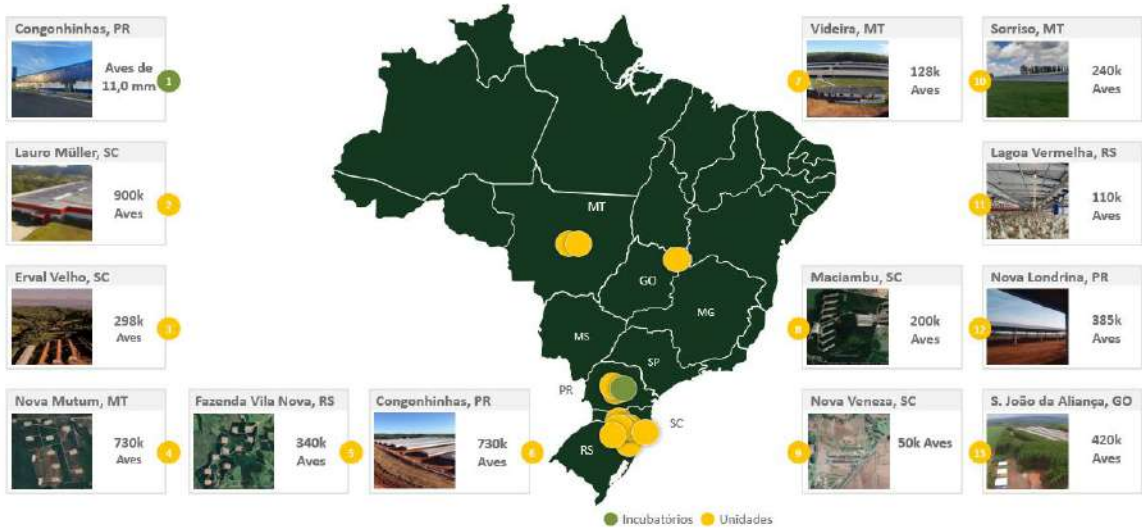 Congonhinhas, PR
Aves de
11,0 mm
1
Lauro Müller, SC
900k
Aves
2
Erval Velho, SC
298k
Aves
3
Nova Mutum, MT
730k
Aves
4
Fazenda Vila Nova, RS
340k
Aves
5
Congonhinhas, PR
730k
Aves
6
MT
GO
MG
MS
SP
PR
SC
RS
Videira, MT
128k
Aves
7
Sorriso, MT
240k
Aves
10
Lagoa Vermelha, RS
110k
Aves
11
Maciambu, SC
200k
Aves
8
Nova Londrina, PR
385k
Aves
12
Nova Veneza, SC
50k Aves
9
S. João da Aliança, GO
420k
Aves
13
Incubatórios
Unidades